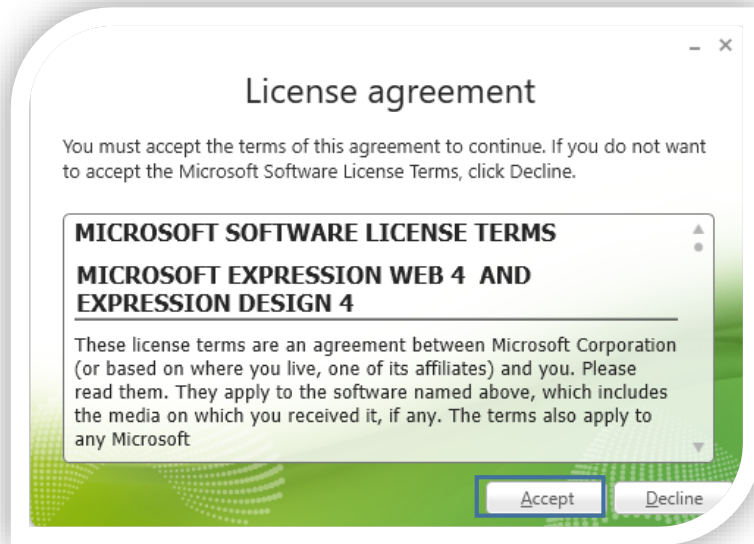 License agreement
You must accept the terms of this agreement to continue. If you do not want
to accept the Microsoft Software License Terms, click Decline.
MICROSOFT SOFTWARE LICENSE TERMS
MICROSOFT EXPRESSION WEB 4 AND
EXPRESSION DESIGN 4
These license terms are an agreement between Microsoft Corporation
(or based on where you live, one of its affiliates) and you. Please
read them. They apply to the software named above, which includes
the media on which you received it, if any. The terms also apply to
any Microsoft
Accept Decline